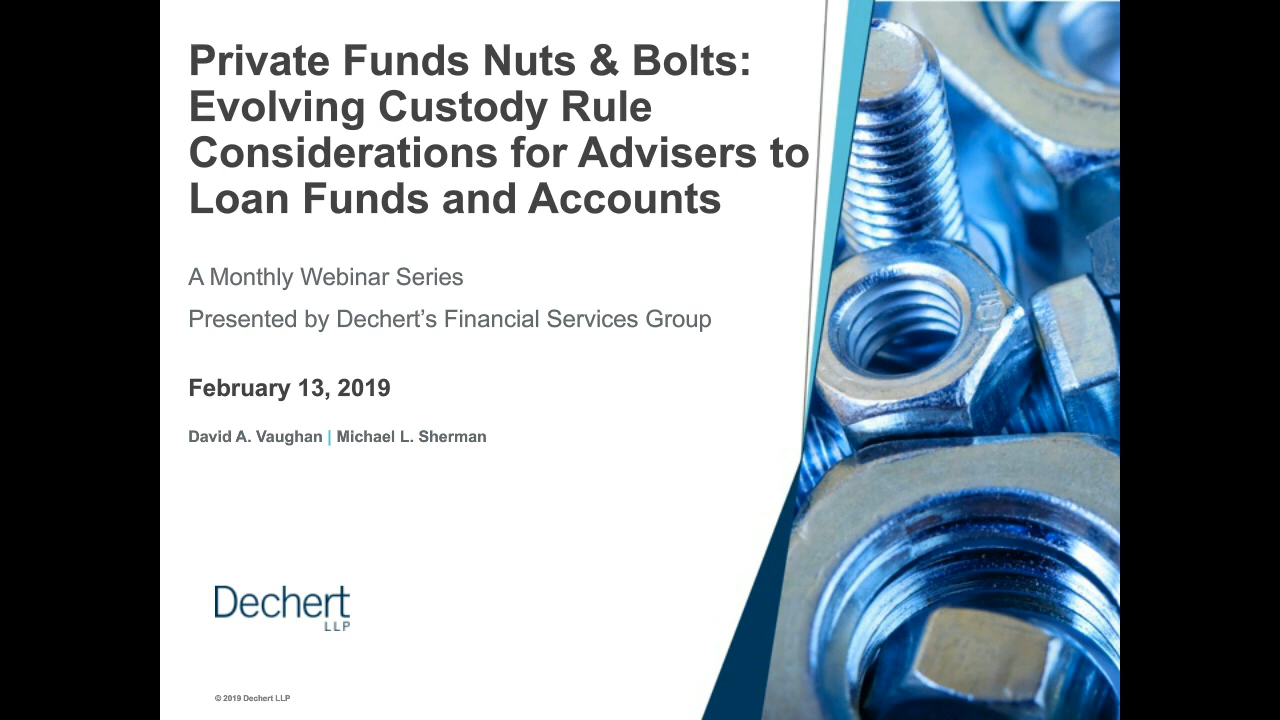 Private Funds Nuts & Bolts:
Evolving Custody Rule
Considerations for Advisers to
Loan Funds and Accounts
A Monthly Webinar Series
Presented by Dechert’s Financial Services Group
February 13, 2019
David A. Vaughan | Michael L. Sherman
Dechert
LLP
© 2019 Dechert LLP